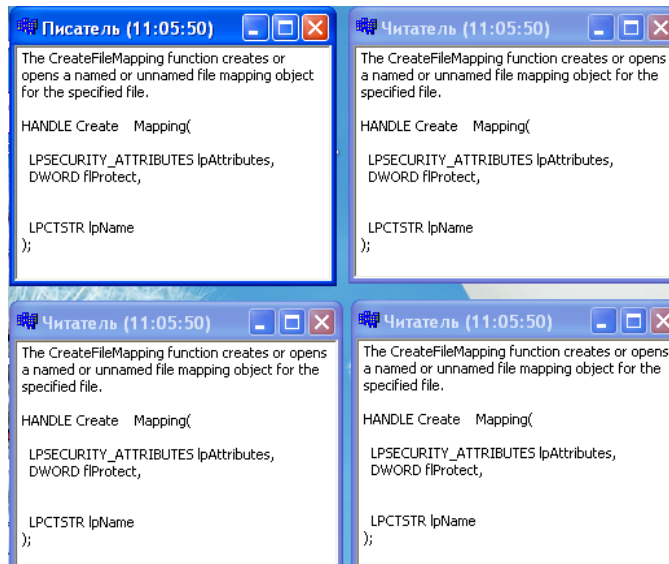 Писатель (11:05:50)
The CreateFileMapping function creates or
opens a named or unnamed file mapping object
for the specified file.
HANDLE Create    Mapping(
LPSECURITY_ATTRIBUTES lpAttributes,
DWORD flProtect,
LPCTSTR lpName
);
Читатель (11:05:50)
The CreateFileMapping function creates or opens
a named or unnamed file mapping object for the
specified file.
HANDLE Create    Mapping(
LPSECURITY_ATTRIBUTES lpAttributes,
DWORD flProtect,
LPCTSTR lpName
);
Читатель (11:05:50)
The CreateFileMapping function creates or opens
a named or unnamed file mapping object for the
specified file.
HANDLE Create    Mapping(
LPSECURITY_ATTRIBUTES lpAttributes,
DWORD flProtect,
LPCTSTR lpName
);
Читатель (11:05:50)
The CreateFileMapping function creates or opens
a named or unnamed file mapping object for the
specified file.
HANDLE Create    Mapping(
LPSECURITY_ATTRIBUTES lpAttributes,
DWORD flProtect,
LPCTSTR lpName
);